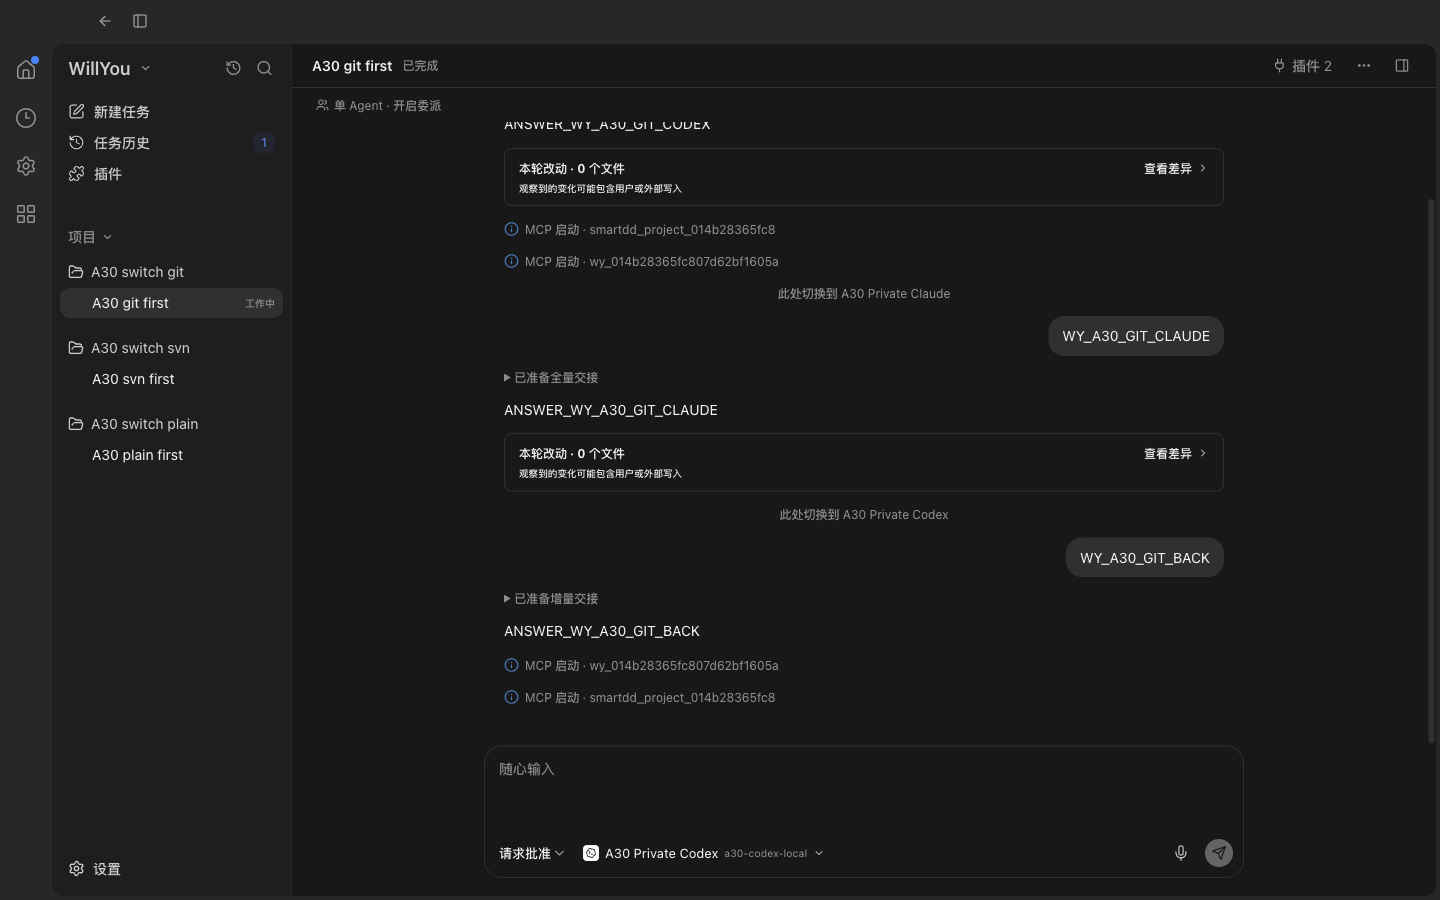 WillYou
新建任务
任务历史
1
插件
项目
A30 switch git
A30 git first
工作中
A30 switch svn
A30 svn first
A30 switch plain
A30 plain first
设置
A30 git first 已完成
插件 2
单 Agent · 开启委派
ANSWER_WY_A30_GIT_CODEX
本轮改动 · 0 个文件
查看差异
观察到的变化可能包含用户或外部写入
MCP 启动 · smartdd_project_014b28365fc8
MCP 启动 · wy_014b28365fc807d62bf1605a
此处切换到 A30 Private Claude
WY_A30_GIT_CLAUDE
已准备全量交接
ANSWER_WY_A30_GIT_CLAUDE
本轮改动 · 0 个文件
查看差异
观察到的变化可能包含用户或外部写入
此处切换到 A30 Private Codex
WY_A30_GIT_BACK
已准备增量交接
ANSWER_WY_A30_GIT_BACK
MCP 启动 · wy_014b28365fc807d62bf1605a
MCP 启动 · smartdd_project_014b28365fc8
随心输入
请求批准
A30 Private Codex a30-codex-local